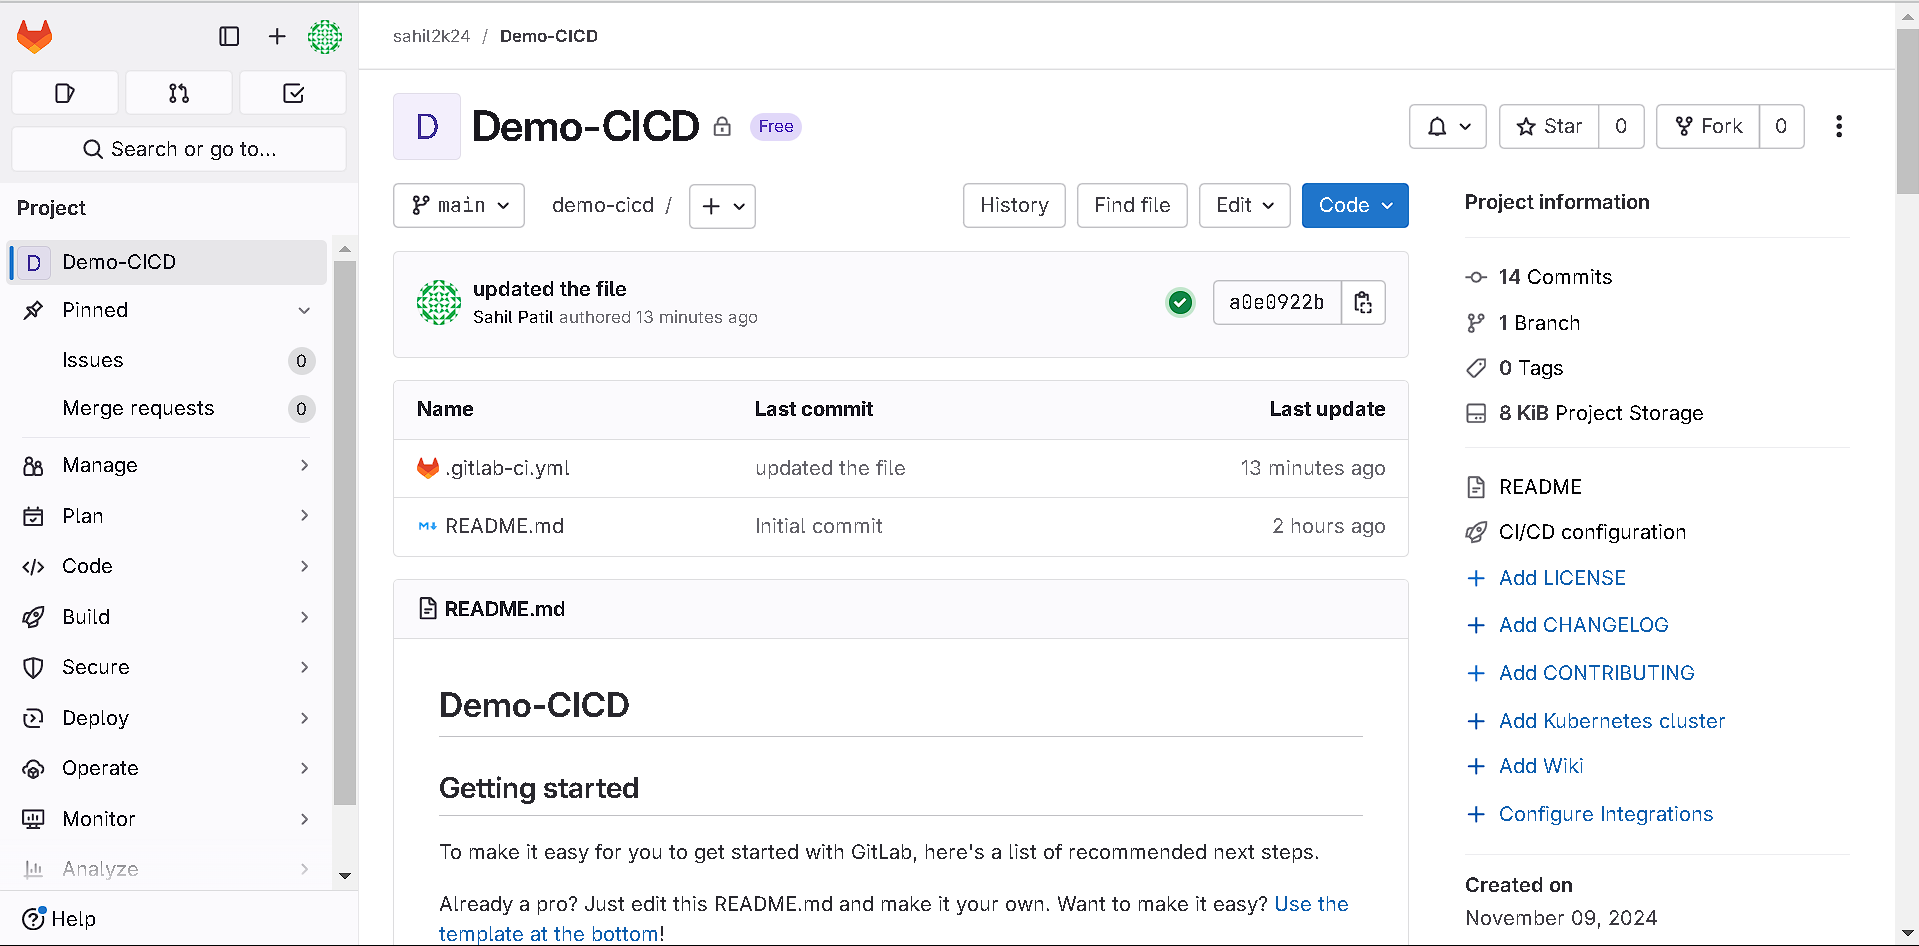 sahil2k24 / Demo-CICD
Search or go to...
Project
D Demo-CICD
Pinned
Issues 0
Merge requests 0
Manage
Plan
Code
Build
Secure
Deploy
Operate
Monitor
Analyze
Help
D Demo-CICD Free
Star 0 Fork 0
main demo-cicd / + History Find file Edit Code
updated the file
Sahil Patil authored 13 minutes ago
a0e0922b
Name Last commit Last update
.gitlab-ci.yml updated the file 13 minutes ago
README.md Initial commit 2 hours ago
README.md
Demo-CICD
Getting started
To make it easy for you to get started with GitLab, here's a list of recommended next steps.
Already a pro? Just edit this README.md and make it your own. Want to make it easy? Use the
template at the bottom!
Project information
14 Commits
1 Branch
0 Tags
8 KiB Project Storage
README
CI/CD configuration
+ Add LICENSE
+ Add CHANGELOG
+ Add CONTRIBUTING
+ Add Kubernetes cluster
+ Add Wiki
+ Configure Integrations
Created on
November 09, 2024